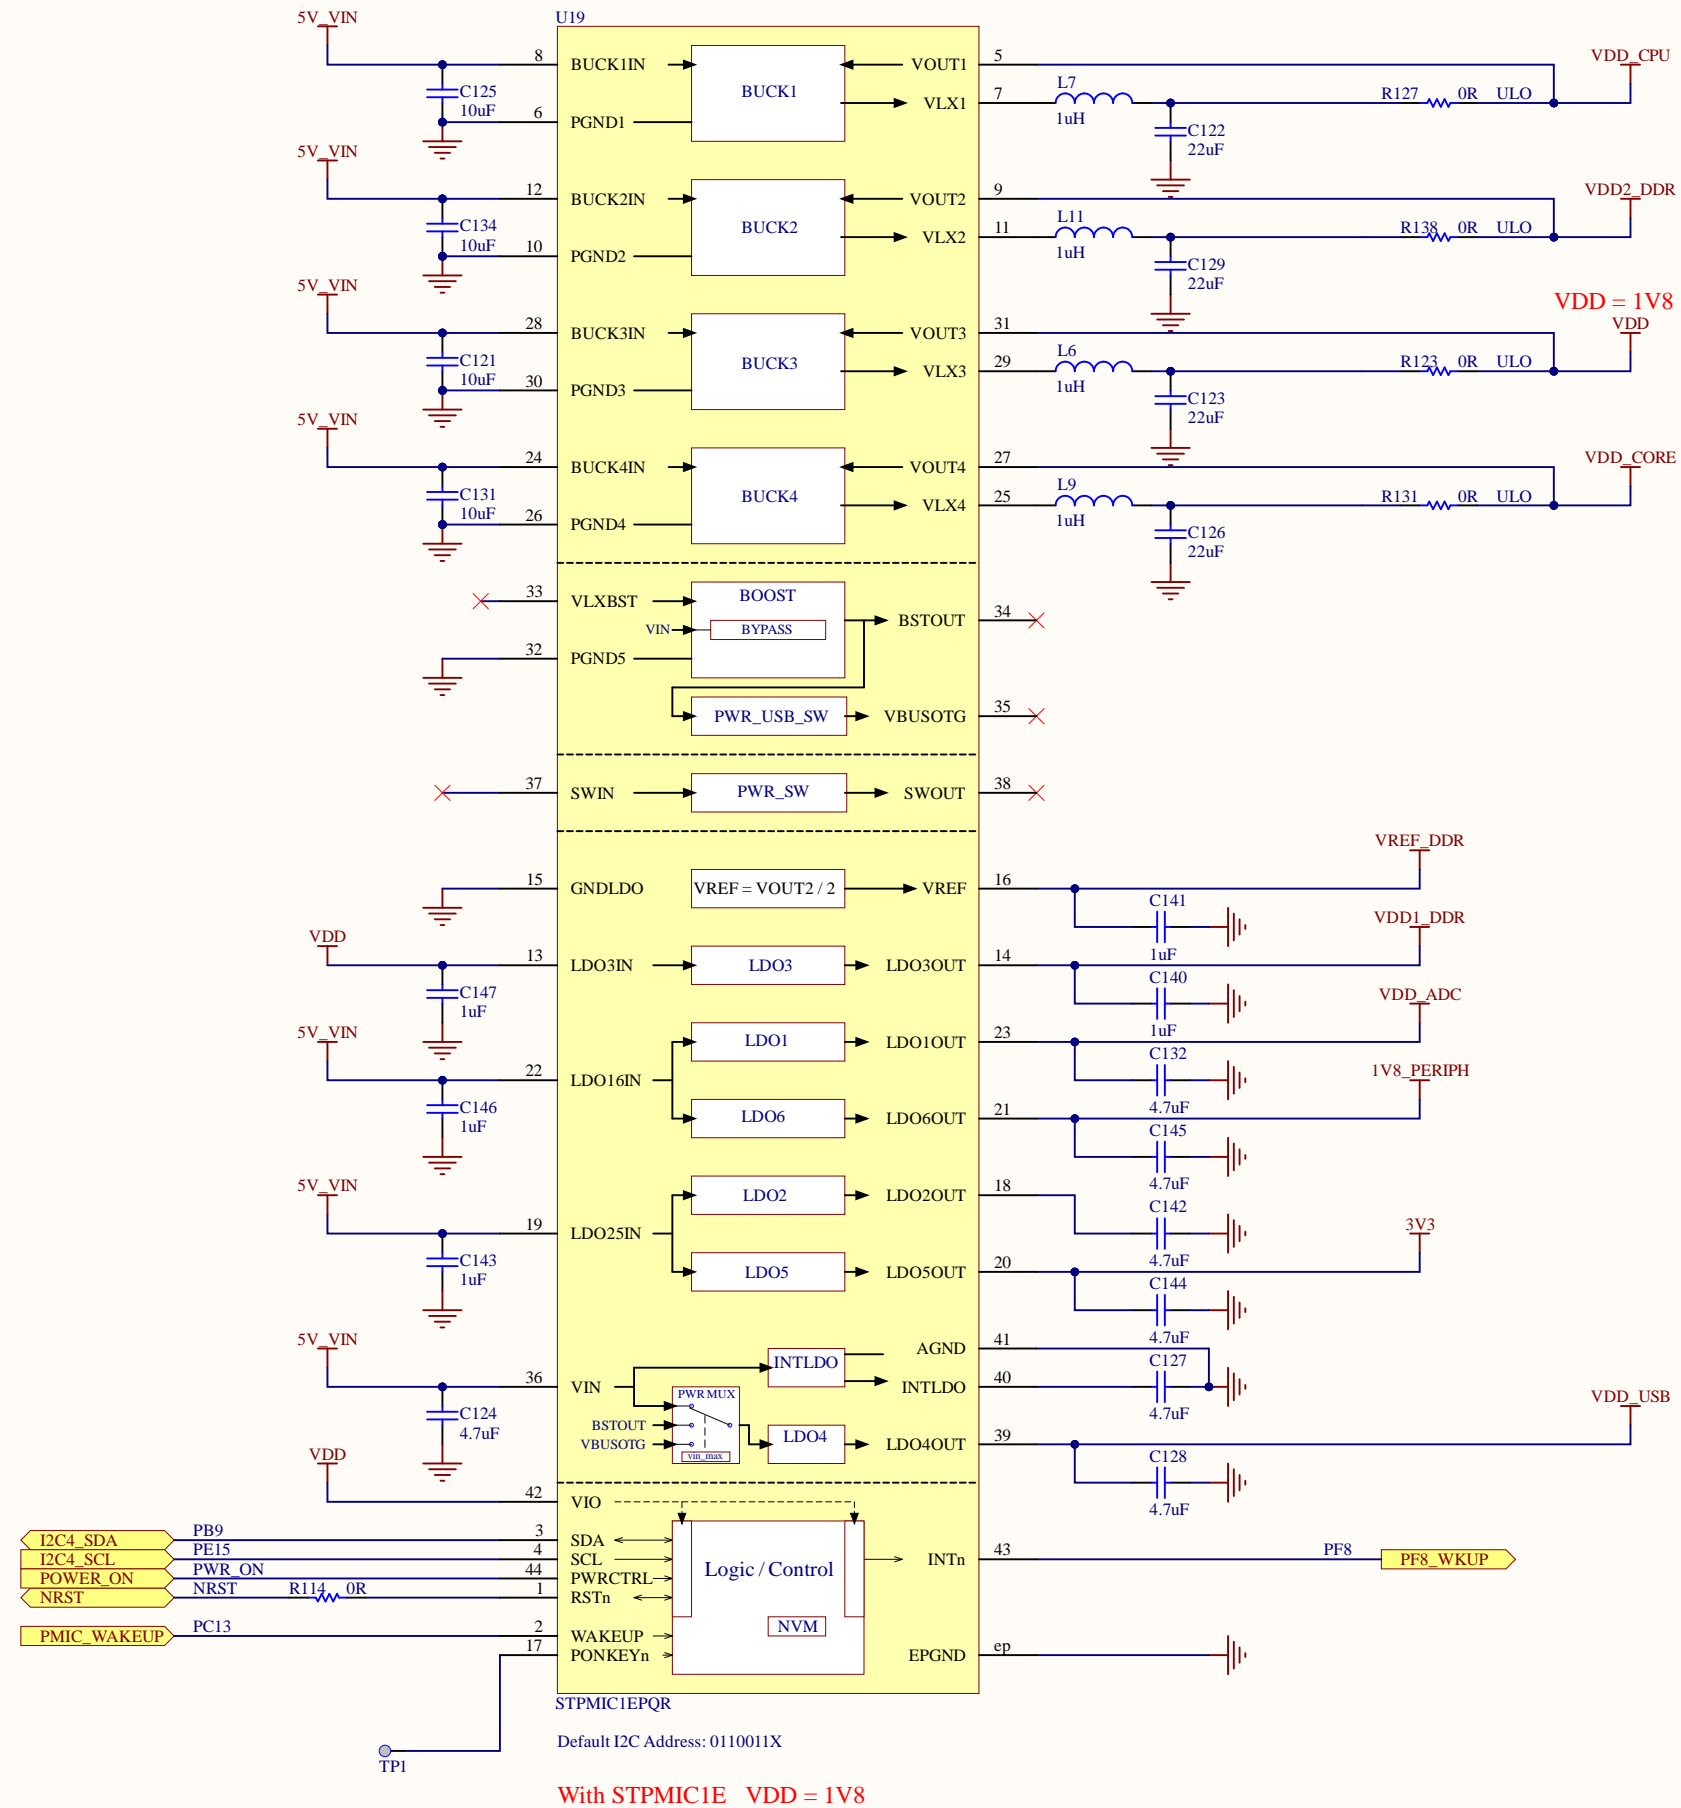 U19
5V_VIN
8 BUCK1IN BUCK1 VOUT1 5
VDD_CPU
C125
10uF
VLX1 7 L7
1uH
R127 0R ULO
6 PGND1
C122
22uF
5V_VIN
12 BUCK2IN BUCK2 VOUT2 9
VDD2_DDR
C134
10uF
VLX2 11 L11
1uH
R138 0R ULO
10 PGND2
C129
22uF
5V_VIN
VDD = 1V8
28 BUCK3IN BUCK3 VOUT3 31
VDD
C121
10uF
VLX3 29 L6
1uH
R123 0R ULO
30 PGND3
C123
22uF
5V_VIN
24 BUCK4IN BUCK4 VOUT4 27
VDD_CORE
C131
10uF
VLX4 25 L9
1uH
R131 0R ULO
26 PGND4
C126
22uF
33 VLXBST BOOST
BSTOUT 34
VIN BYPASS
32 PGND5
PWR_USB_SW VBUSOTG 35
37 SWIN PWR_SW SWOUT 38
VREF_DDR
15 GNDLDO VREF = VOUT2 / 2 VREF 16
C141
1uF
VDD1_DDR
VDD
13 LDO3IN LDO3 LDO3OUT 14
C147
1uF
C140
1uF
VDD_ADC
5V_VIN
LDO1 LDO1OUT 23
C132
4.7uF
22 LDO16IN
1V8_PERIPH
C146
1uF
LDO6 LDO6OUT 21
C145
4.7uF
5V_VIN
LDO2 LDO2OUT 18
C142
4.7uF
19 LDO25IN
3V3
C143
1uF
LDO5 LDO5OUT 20
C144
4.7uF
5V_VIN
AGND 41
INTLDO
36 VIN INTLDO 40
C127
4.7uF
PWR MUX
C124
4.7uF
BSTOUT
VBUSOTG
vin_max
LDO4 LDO4OUT 39
VDD_USB
C128
4.7uF
VDD
42 VIO
I2C4_SDA PB9 3 SDA
I2C4_SCL PE15 4 SCL
POWER_ON PWR_ON 44 PWRCTRL
NRST NRST R114 0R 1 RSTn
Logic / Control
INTn 43 PF8 PF8_WKUP
NVM
PMIC_WAKEUP PC13 2 WAKEUP
17 PONKEYn
EPGND ep
STPMIC1EPQR
Default I2C Address: 0110011X
TP1
With STPMIC1E VDD = 1V8